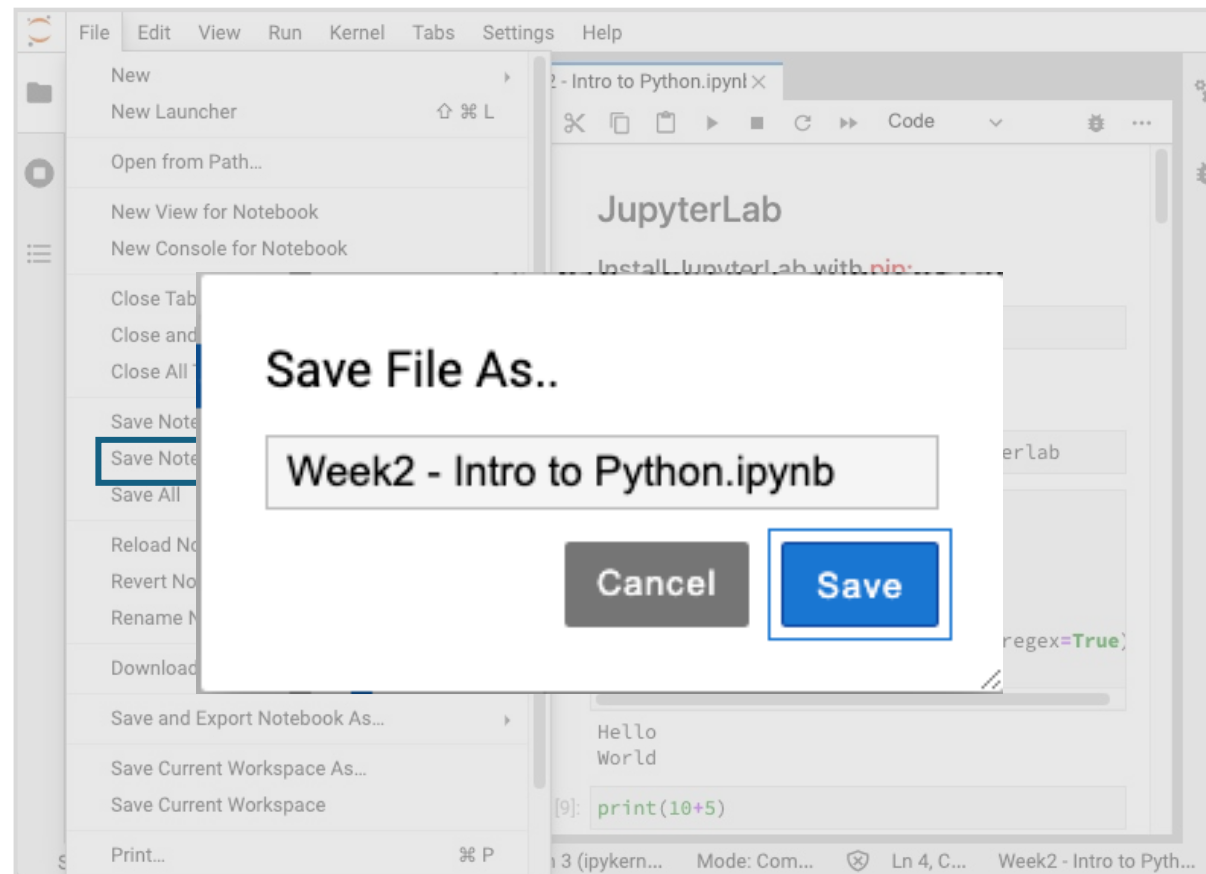 File Edit View Run Kernel Tabs Settings Help
New
New Launcher ⇧ ⌘ L
Open from Path...
New View for Notebook
New Console for Notebook
Close Tab
Close and
Close All
Save Note
Save Note
Save All
Reload No
Revert No
Rename N
Download
Save and Export Notebook As...
Save Current Workspace As...
Save Current Workspace
Print... ⌘ P
2 - Intro to Python.ipynb
Code
JupyterLab
Install JupyterLab with pip:
Save File As..
Week2 - Intro to Python.ipynb
Cancel Save
erlab
regex=True)
Hello
World
[9]: print(10+5)
3 (ipykern... Mode: Com... Ln 4, C... Week2 - Intro to Pyth...